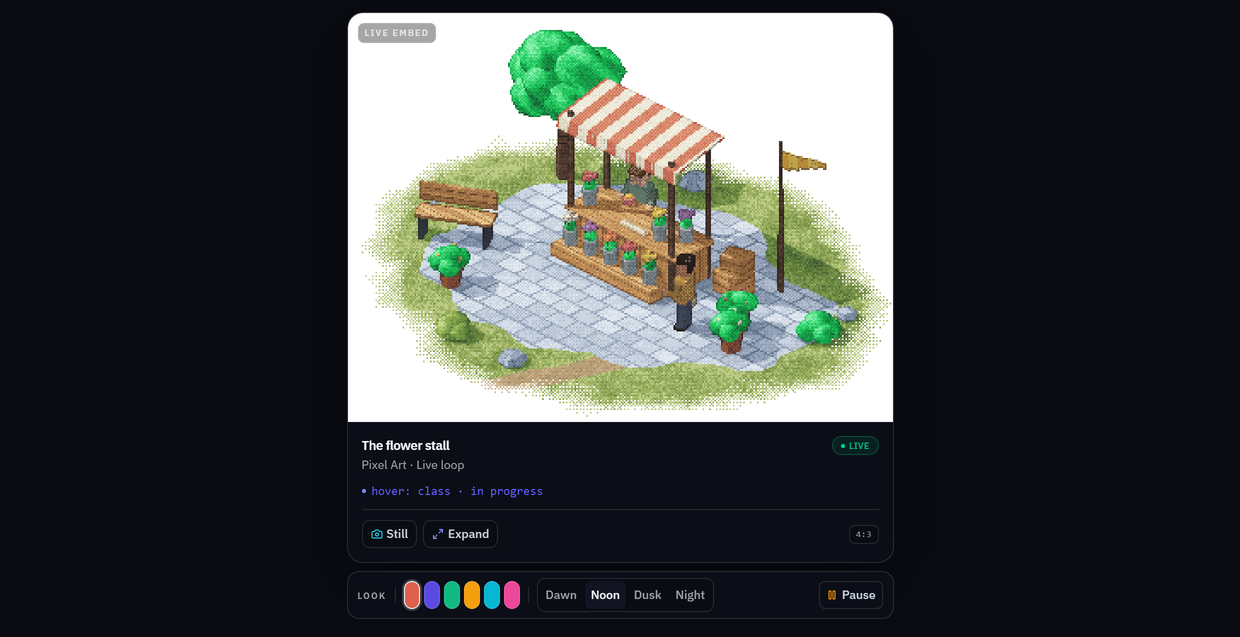 LIVE EMBED
The flower stall
LIVE
Pixel Art · Live loop
hover: class · in progress
Still
Expand
4:3
LOOK
Dawn
Noon
Dusk
Night
Pause